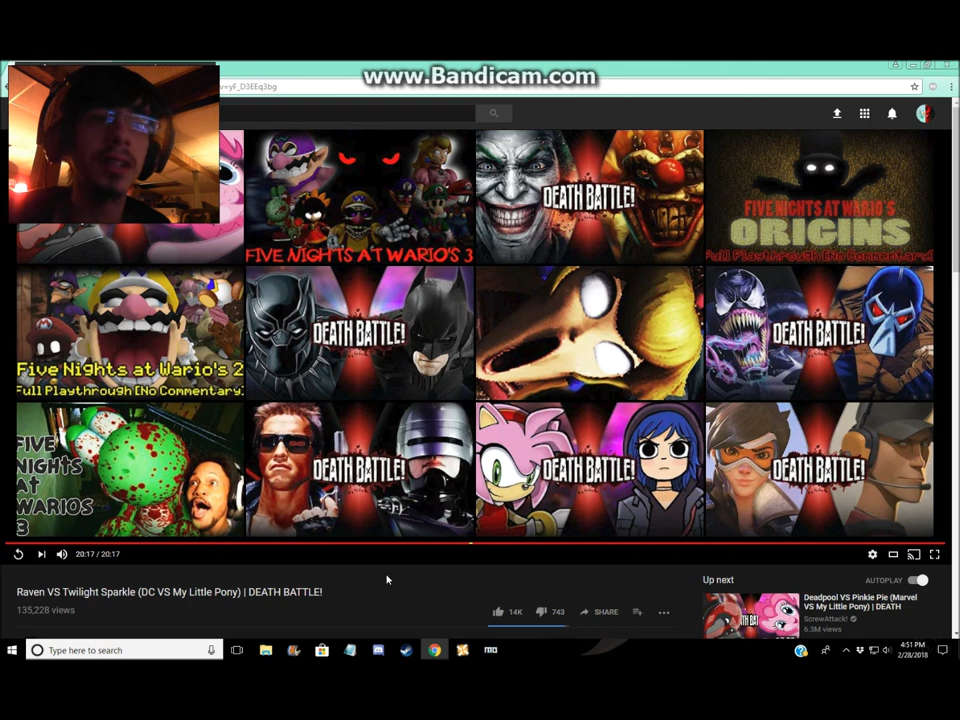 www.Bandicam.com
v=yF_D3EEq3bg
FIVE NIGHTS AT WARIO'S 3
DEATH BATTLE!
FIVE NIGHTS AT WARIO'S
ORIGINS
Full Playthrough [No Commentary]
Five Nights at Wario's 2
Full Playthrough [No Commentary]
DEATH BATTLE!
DEATH BATTLE!
FIVE
NIGHTS
AT
WARIOS
3
DEATH BATTLE!
DEATH BATTLE!
DEATH BATTLE!
20:17 / 20:17
Raven VS Twilight Sparkle (DC VS My Little Pony) | DEATH BATTLE!
135,228 views
14K
743
SHARE
Up next
AUTOPLAY
Deadpool VS Pinkie Pie (Marvel
VS My Little Pony) | DEATH
ScrewAttack!
6.3M views
Type here to search
4:51 PM
2/28/2018